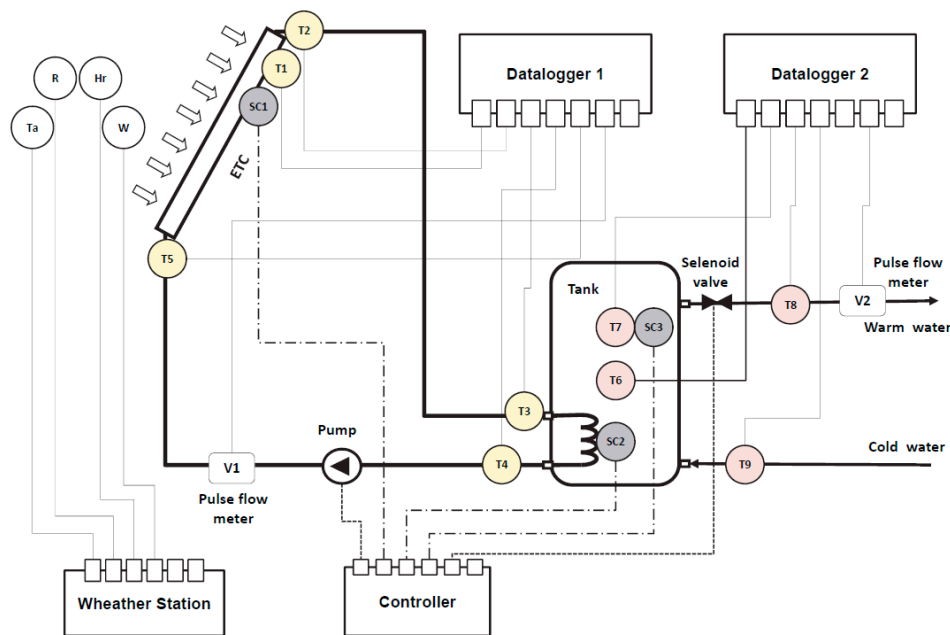 T2
Datalogger 1
Datalogger 2
T1
R
Hr
SC1
Ta
W
ETC
T5
Selenoid
valve
Pulse flow
meter
Tank
T8
V2
Warm water
T7
SC3
T6
T3
Pump
SC2
Cold water
V1
T4
T9
Pulse flow
meter
Wheather Station
Controller